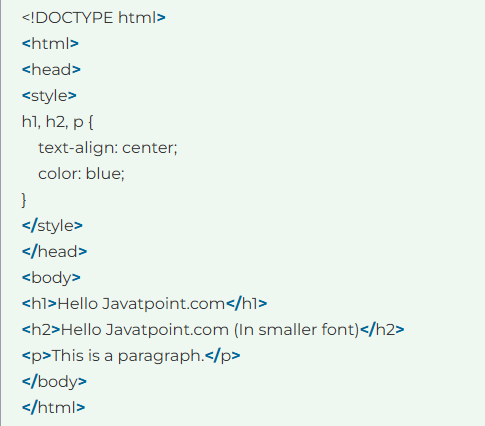 <!DOCTYPE html>
<html>
<head>
<style>
h1, h2, p {
    text-align: center;
    color: blue;
}
</style>
</head>
<body>
<h1>Hello Javatpoint.com</h1>
<h2>Hello Javatpoint.com (In smaller font)</h2>
<p>This is a paragraph.</p>
</body>
</html>